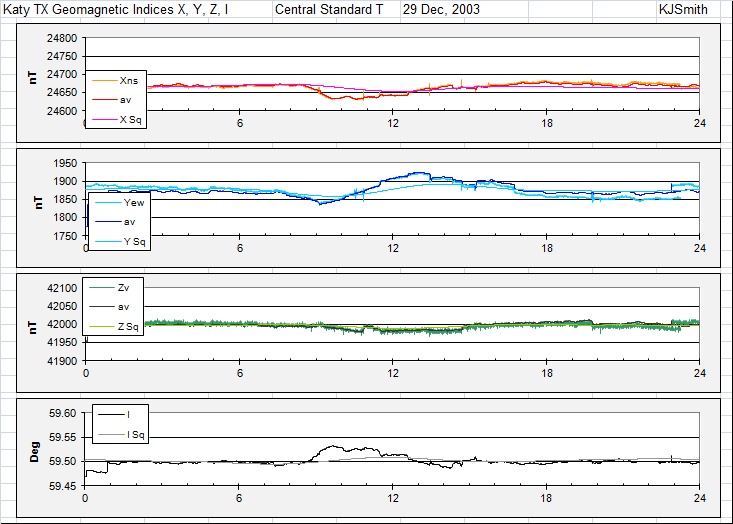 Katy TX Geomagnetic Indices X, Y, Z, I Central Standard T 29 Dec, 2003 KJSmith
24800
24750
24700
24650
24600
nT
Xns
av
X Sq
0 6 12 18 24
1950
1900
1850
1800
1750
nT
Yew
av
Y Sq
0 6 12 18 24
42100
42050
42000
41950
41900
nT
Zv
av
Z Sq
0 6 12 18 24
59.60
59.55
59.50
59.45
Deg
I
I Sq
0 6 12 18 24